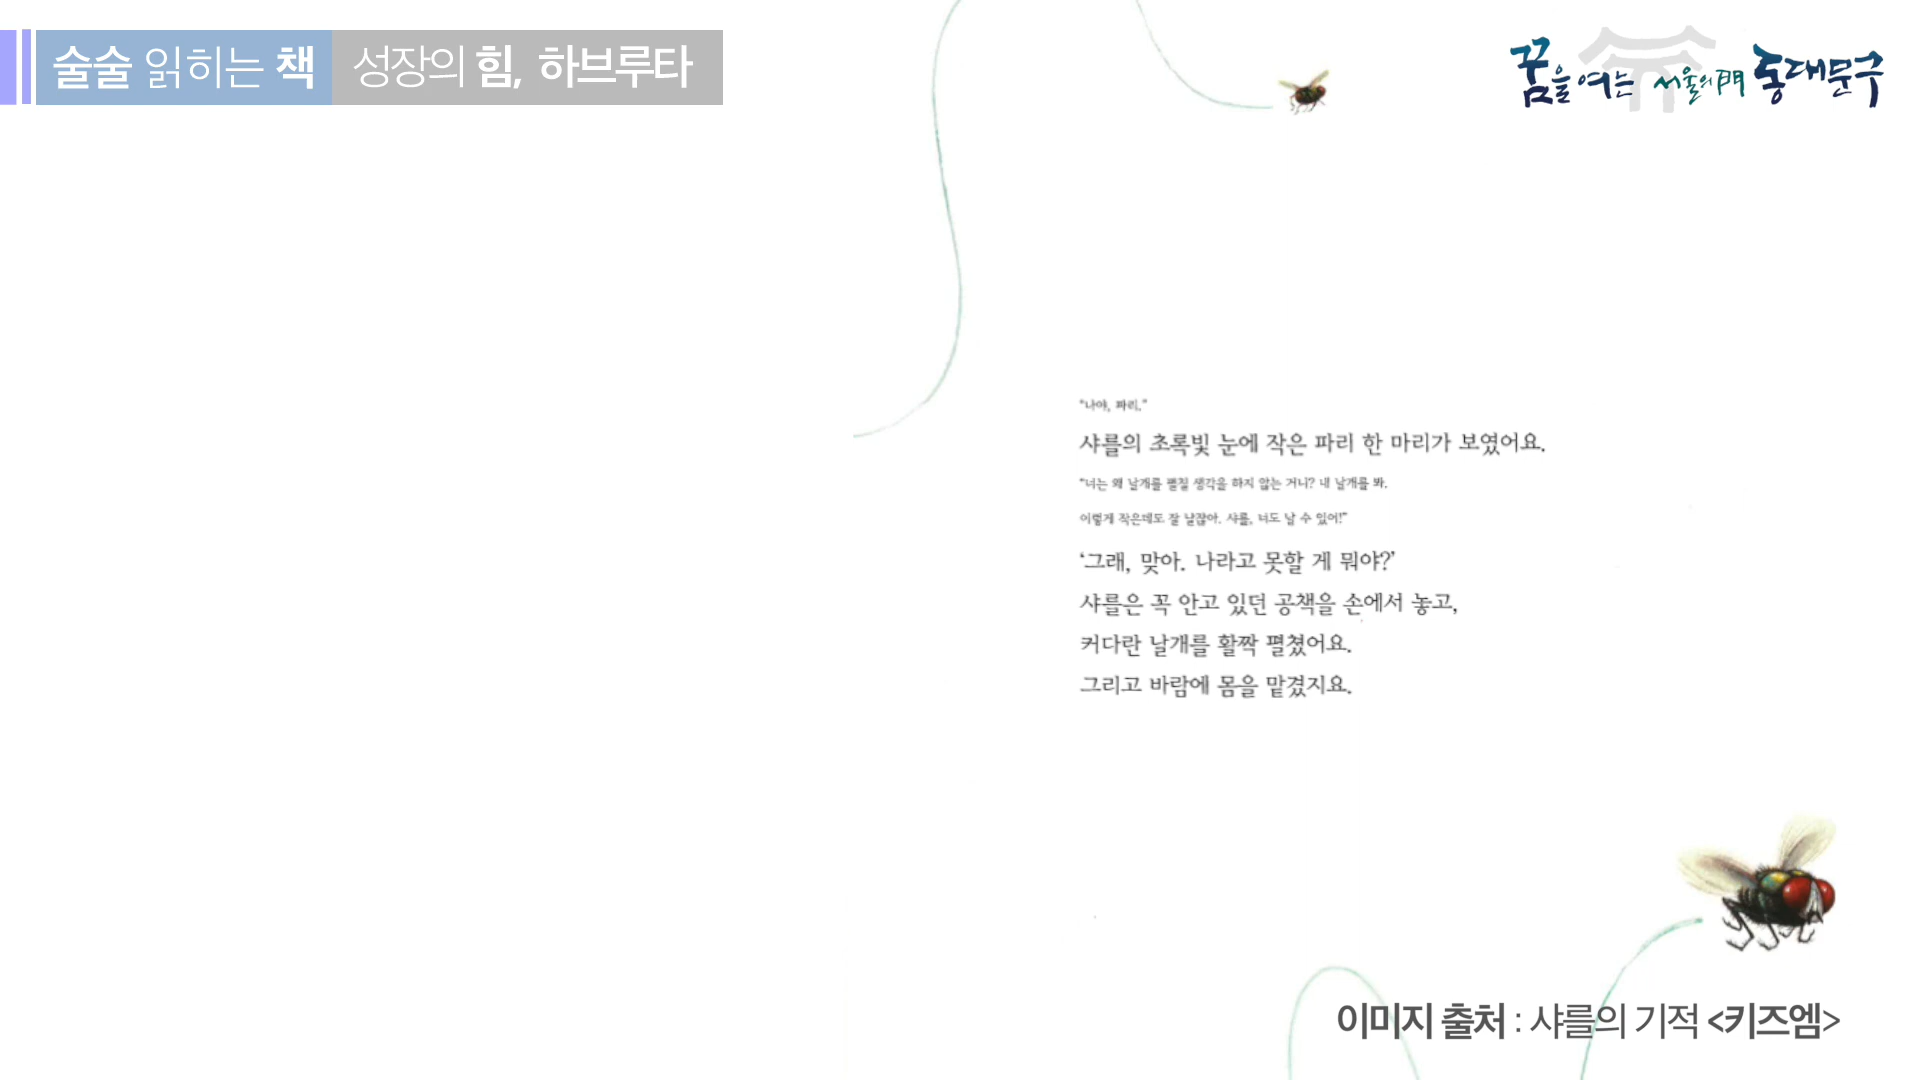 술술 읽히는 책 성장의 힘, 하브루타
꿈을 여는 서울의 門 동대문구
“나야, 파리.”
샤를의 초록빛 눈에 작은 파리 한 마리가 보였어요.
“너는 왜 날개를 펼칠 생각을 하지 않는 거니? 내 날개를 봐.
이렇게 작은데도 잘 날잖아. 샤를, 너도 날 수 있어!”
‘그래, 맞아. 나라고 못할 게 뭐야?’
샤를은 꼭 안고 있던 공책을 손에서 놓고,
커다란 날개를 활짝 펼쳤어요.
그리고 바람에 몸을 맡겼지요.
이미지 출처 : 샤를의 기적 <키즈엠>